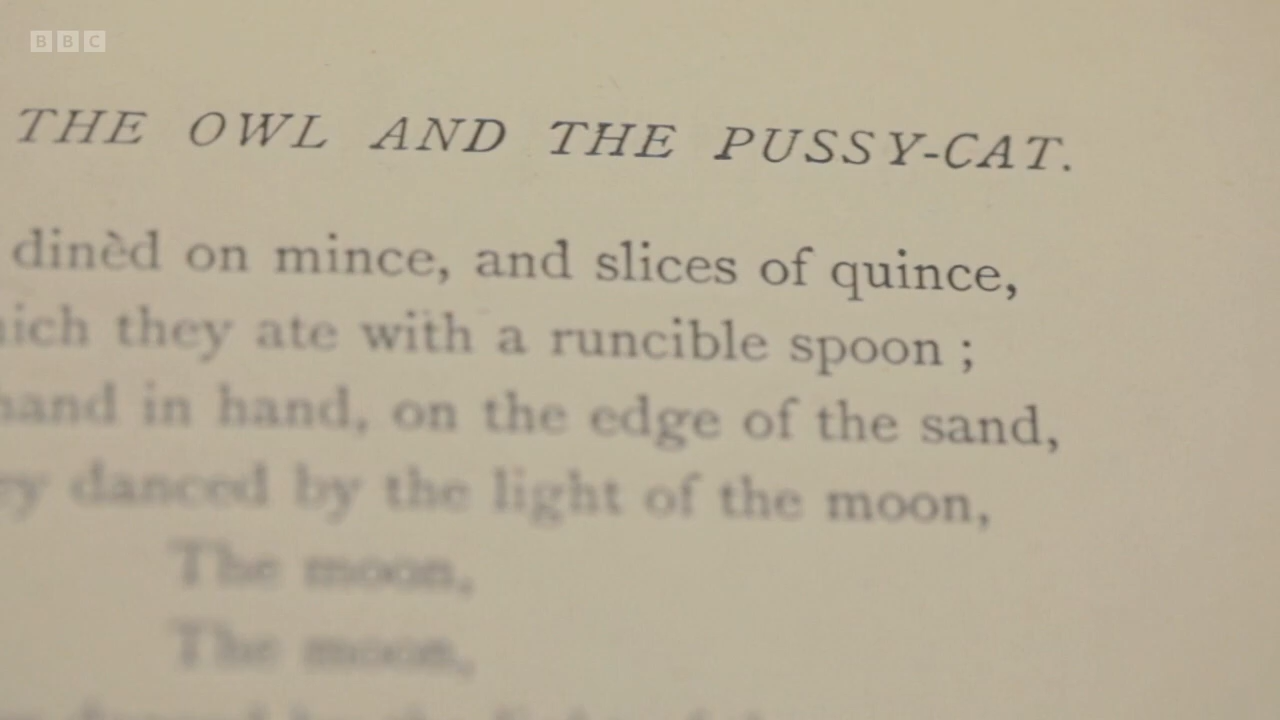 BBC
THE OWL AND THE PUSSY-CAT.
dinèd on mince, and slices of quince,
hich they ate with a runcible spoon ;
hand in hand, on the edge of the sand,
ey danced by the light of the moon,
The moon,
The moon,